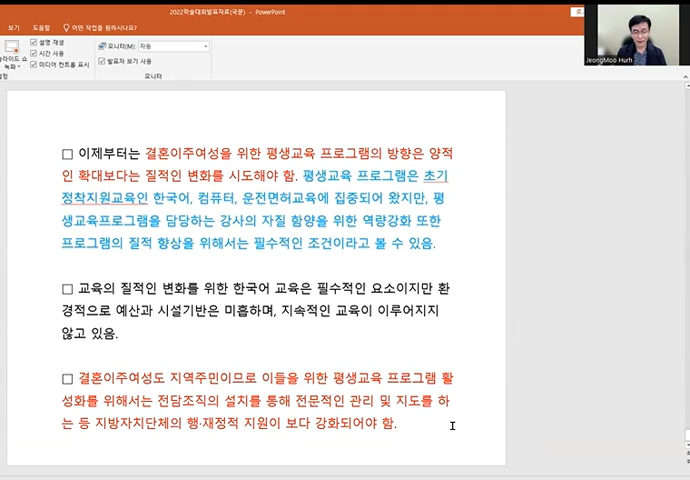 2022학술대회발표자료(국문) - PowerPoint
보기 도움말 어떤 작업을 원하시나요?
설명 재생
시간 사용
미디어 컨트롤 표시
녹화
모니터(M): 자동
발표자 보기 사용
모니터
JeongMoo Hurh
□ 이제부터는 결혼이주여성을 위한 평생교육 프로그램의 방향은 양적
인 확대보다는 질적인 변화를 시도해야 함. 평생교육 프로그램은 초기
정착지원교육인 한국어, 컴퓨터, 운전면허교육에 집중되어 왔지만, 평
생교육프로그램을 담당하는 강사의 자질 함양을 위한 역량강화 또한
프로그램의 질적 향상을 위해서는 필수적인 조건이라고 볼 수 있음.
□ 교육의 질적인 변화를 위한 한국어 교육은 필수적인 요소이지만 환
경적으로 예산과 시설기반은 미흡하며, 지속적인 교육이 이루어지지
않고 있음.
□ 결혼이주여성도 지역주민이므로 이들을 위한 평생교육 프로그램 활
성화를 위해서는 전담조직의 설치를 통해 전문적인 관리 및 지도를 하
는 등 지방자치단체의 행·재정적 지원이 보다 강화되어야 함.